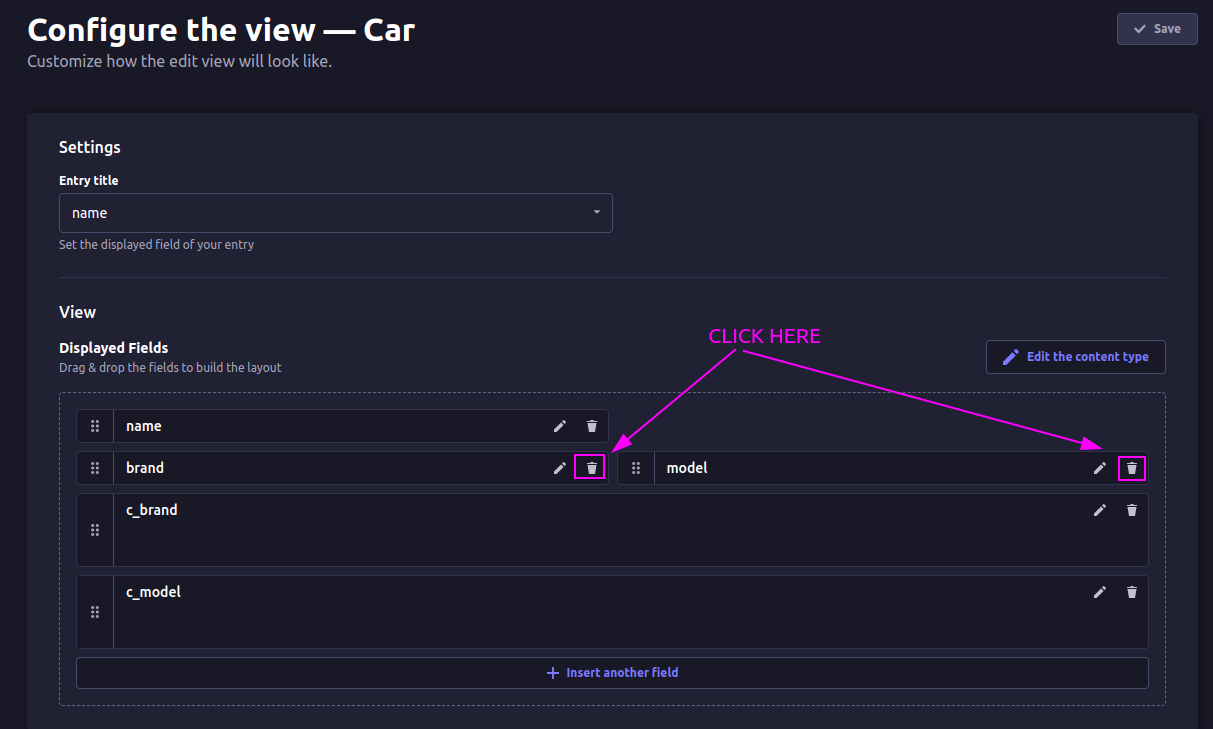 Configure the view — Car
Save
Customize how the edit view will look like.
Settings
Entry title
name
Set the displayed field of your entry
View
CLICK HERE
Displayed Fields
Drag & drop the fields to build the layout
Edit the content type
name
brand
model
c_brand
c_model
Insert another field